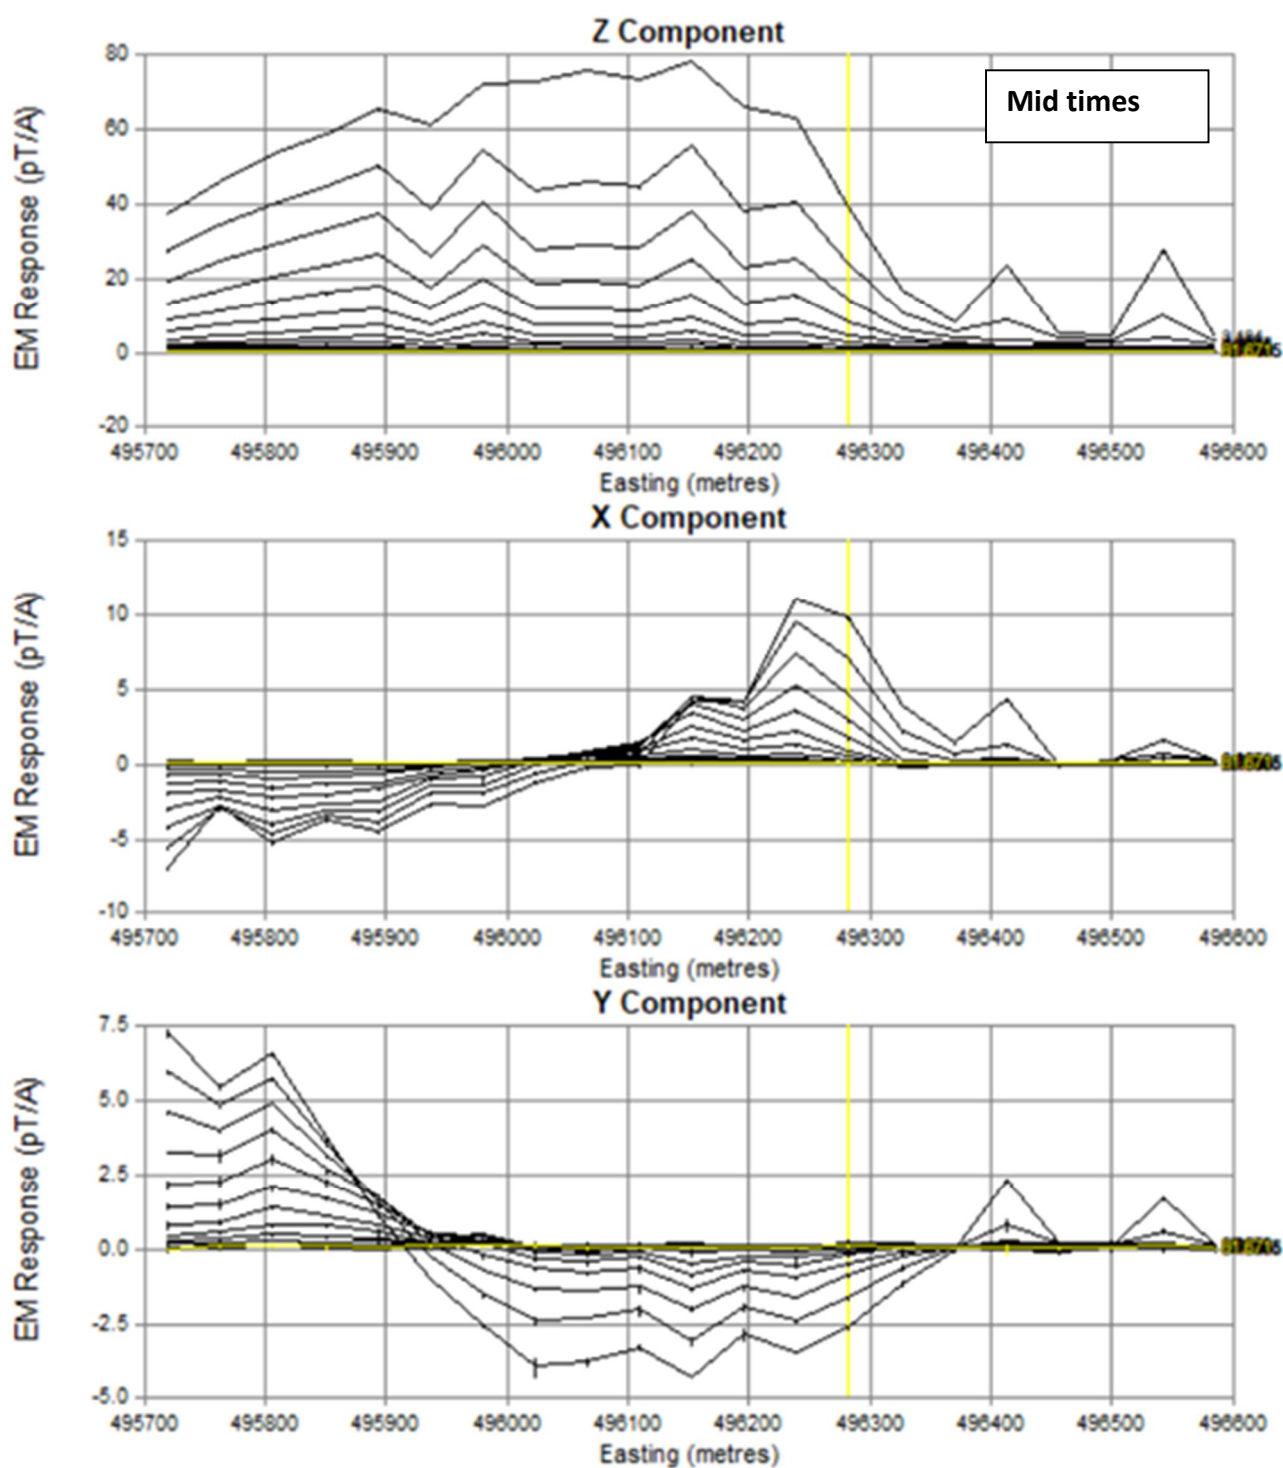 Z Component
Mid times
EM Response (pT/A)
80
60
40
20
0
-20
495700 495800 495900 496000 496100 496200 496300 496400 496500 496600
Easting (metres)
X Component
EM Response (pT/A)
15
10
5
0
-5
-10
495700 495800 495900 496000 496100 496200 496300 496400 496500 496600
Easting (metres)
Y Component
EM Response (pT/A)
7.5
5.0
2.5
0.0
-2.5
-5.0
495700 495800 495900 496000 496100 496200 496300 496400 496500 496600
Easting (metres)